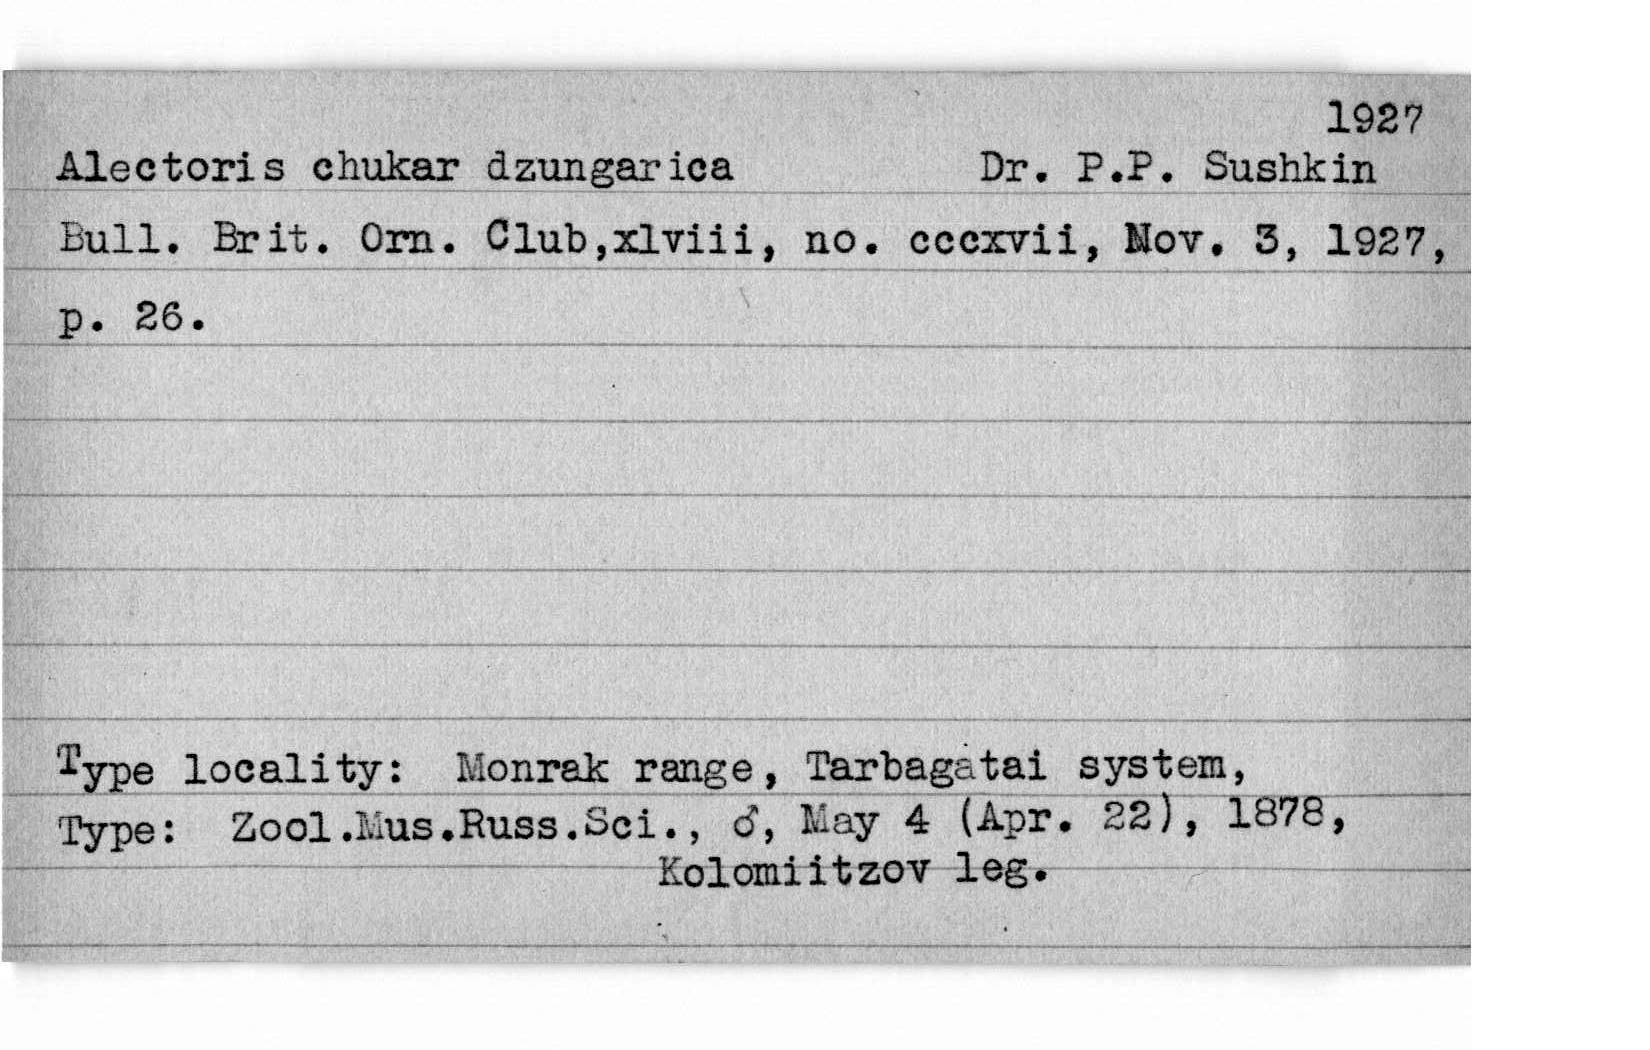 1927
Alectoris chukar dzungarica Dr. P.P. Sushkin
Bull. Brit. Orn. Club,xlviii, no. cccxvii, Nov. 3, 1927,
p. 26.
Type locality: Monrak range, Tarbagatai system,
Type: Zool.Mus.Russ.Sci., ♂, May 4 (Apr. 22), 1878,
Kolomiitzov leg.